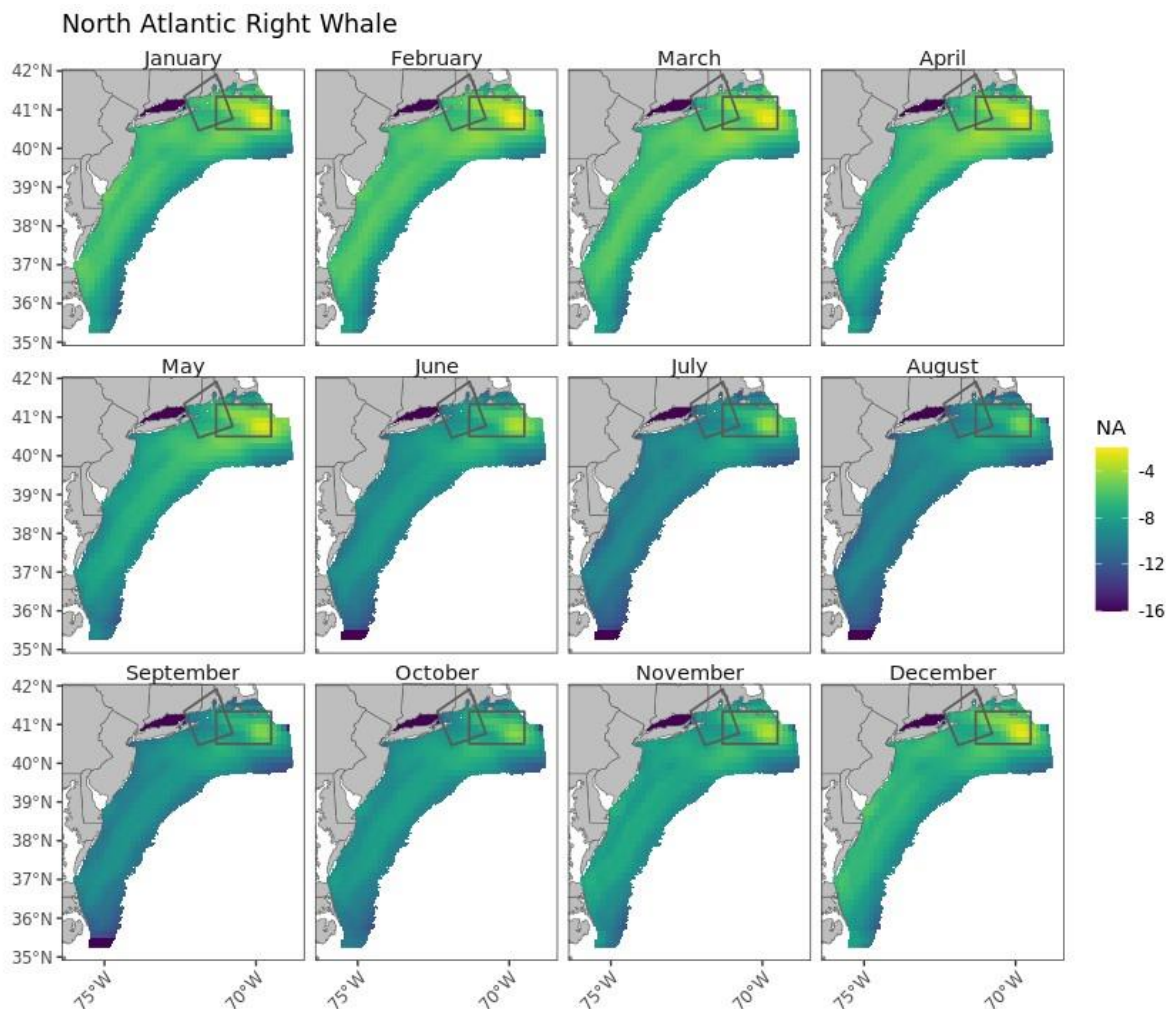 North Atlantic Right Whale
January February March April
42°N
41°N
40°N
39°N
38°N
37°N
36°N
35°N
May June July August
42°N
41°N
40°N
39°N
38°N
37°N
36°N
35°N
NA
-4
-8
-12
-16
September October November December
42°N
41°N
40°N
39°N
38°N
37°N
36°N
35°N
75°W 70°W 75°W 70°W 75°W 70°W 75°W 70°W